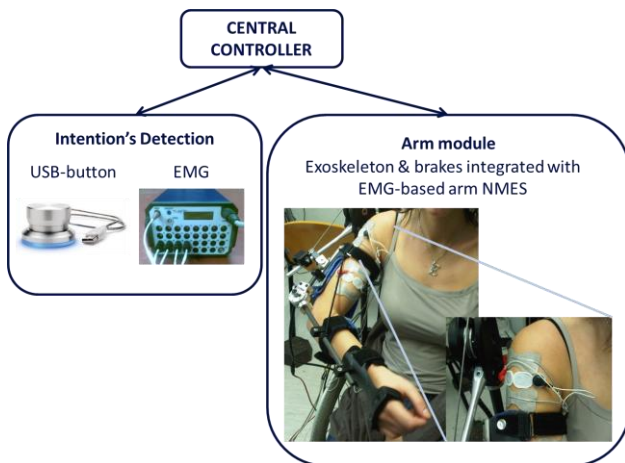 CENTRAL
CONTROLLER
Intention's Detection
USB-button EMG
Arm module
Exoskeleton & brakes integrated with
EMG-based arm NMES